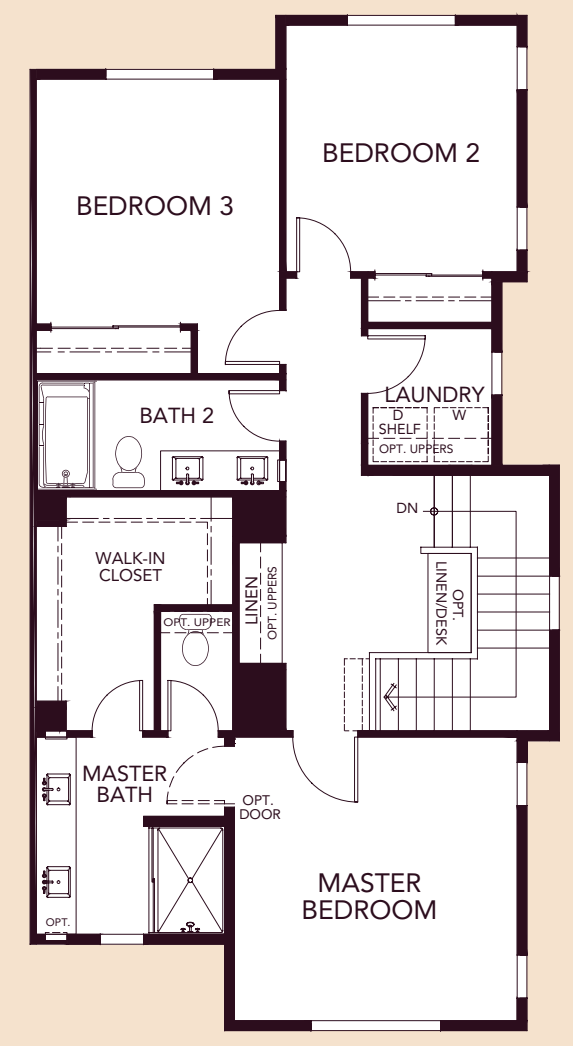 BEDROOM 2
BEDROOM 3
LAUNDRY
D
W
SHELF
OPT. UPPERS
BATH 2
DN
WALK-IN
CLOSET
LINEN
OPT. UPPERS
OPT.
LINEN/DESK
OPT. UPPER
MASTER
BATH
OPT.
DOOR
MASTER
BEDROOM
OPT.